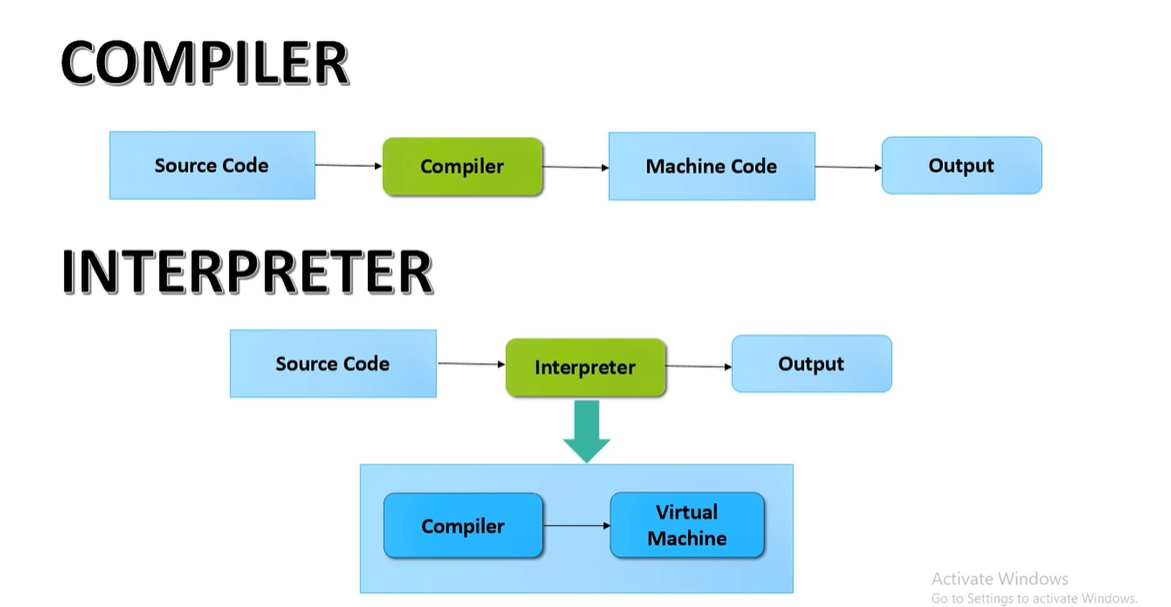 COMPILER
Source Code
Compiler
Machine Code
Output
INTERPRETER
Source Code
Interpreter
Output
Compiler
Virtual
Machine
Activate Windows
Go to Settings to activate Windows.